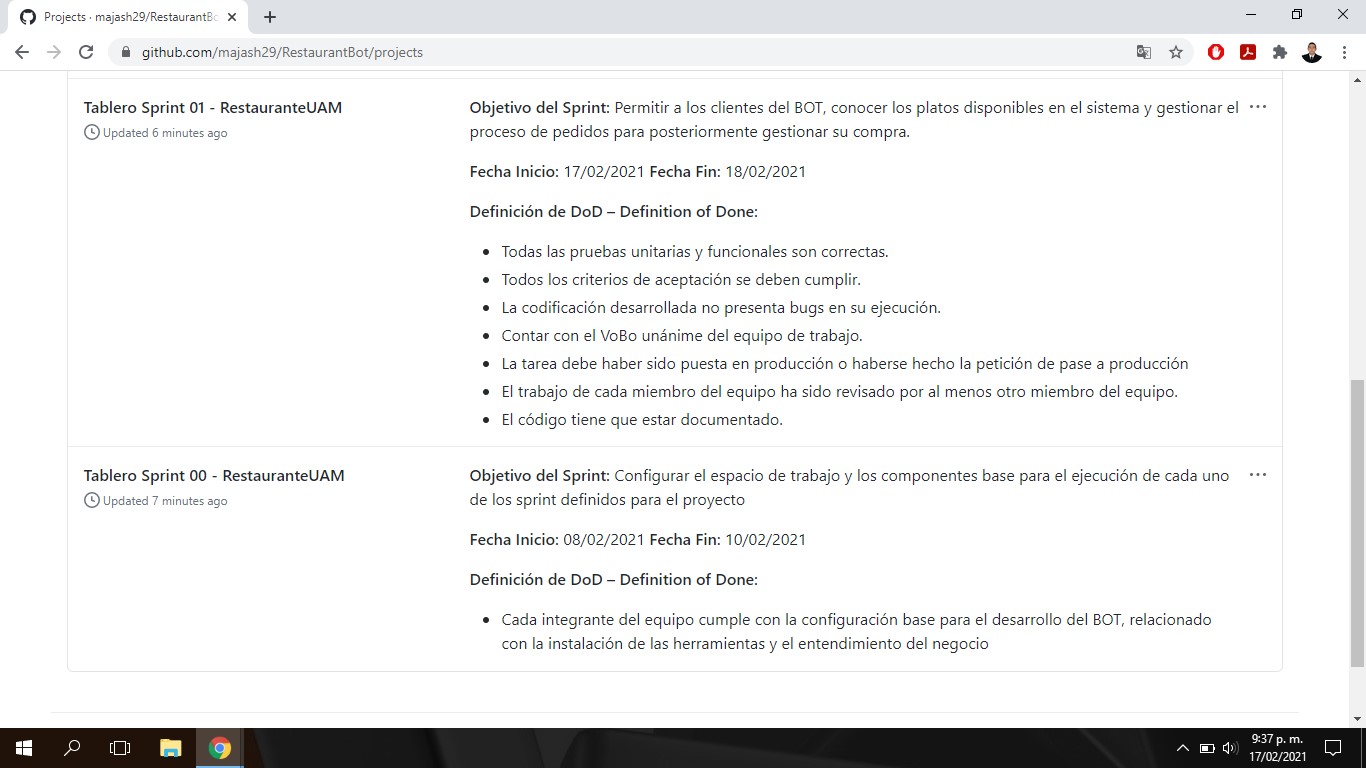 Projects · majash29/RestaurantBo
github.com/majash29/RestaurantBot/projects
Tablero Sprint 01 - RestauranteUAM
Updated 6 minutes ago
Objetivo del Sprint: Permitir a los clientes del BOT, conocer los platos disponibles en el sistema y gestionar el
proceso de pedidos para posteriormente gestionar su compra.
Fecha Inicio: 17/02/2021 Fecha Fin: 18/02/2021
Definición de DoD – Definition of Done:
• Todas las pruebas unitarias y funcionales son correctas.
• Todos los criterios de aceptación se deben cumplir.
• La codificación desarrollada no presenta bugs en su ejecución.
• Contar con el VoBo unánime del equipo de trabajo.
• La tarea debe haber sido puesta en producción o haberse hecho la petición de pase a producción
• El trabajo de cada miembro del equipo ha sido revisado por al menos otro miembro del equipo.
• El código tiene que estar documentado.
Tablero Sprint 00 - RestauranteUAM
Updated 7 minutes ago
Objetivo del Sprint: Configurar el espacio de trabajo y los componentes base para el ejecución de cada uno
de los sprint definidos para el proyecto
Fecha Inicio: 08/02/2021 Fecha Fin: 10/02/2021
Definición de DoD – Definition of Done:
• Cada integrante del equipo cumple con la configuración base para el desarrollo del BOT, relacionado
con la instalación de las herramientas y el entendimiento del negocio
9:37 p. m.
17/02/2021